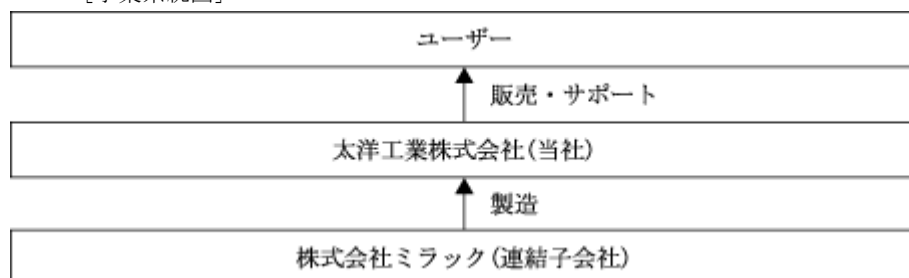 [事業系統図]
ユーザー
販売・サポート
太洋工業株式会社(当社)
製造
株式会社ミラック(連結子会社)